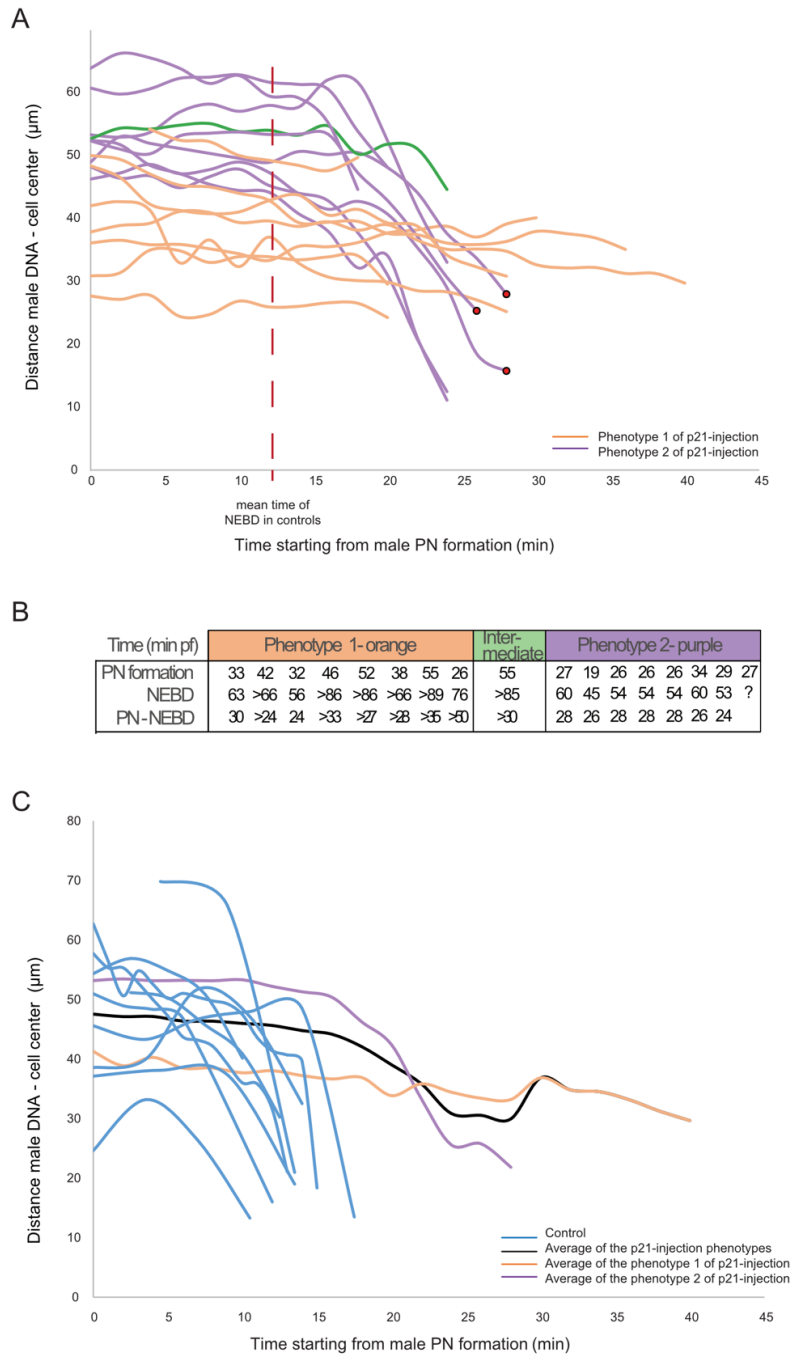 A
Distance male DNA - cell center (µm)
60
50
40
30
20
10
0
Phenotype 1 of p21-injection
Phenotype 2 of p21-injection
0 5 10 15 20 25 30 35 40 45
mean time of
NEBD in controls
Time starting from male PN formation (min)
B
Time (min pf) Phenotype 1- orange Inter-mediate Phenotype 2- purple
PN formation 33 42 32 46 52 38 55 26 55 27 19 26 26 26 34 29 27
NEBD 63 >66 56 >86 >86 >66 >89 76 >85 60 45 54 54 54 60 53 ?
PN - NEBD 30 >24 24 >33 >27 >28 >35 >50 >30 28 26 28 28 28 26 24
C
Distance male DNA - cell center (µm)
80
70
60
50
40
30
20
10
0
Control
Average of the p21-injection phenotypes
Average of the phenotype 1 of p21-injection
Average of the phenotype 2 of p21-injection
0 5 10 15 20 25 30 35 40 45
Time starting from male PN formation (min)